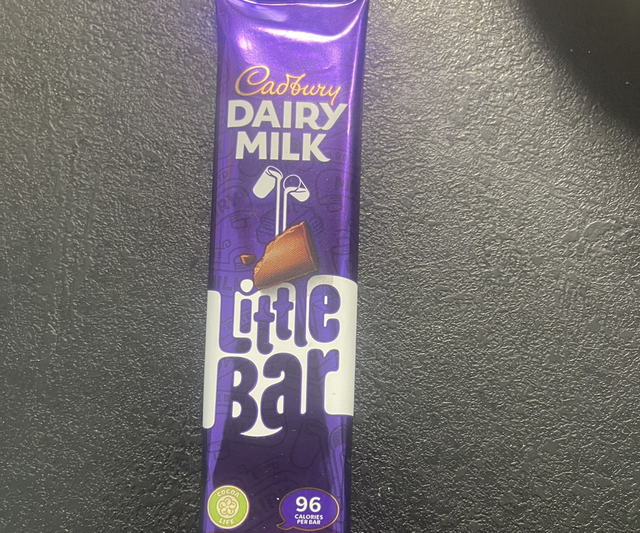 Cadbury
DAIRY
MILK
Little
Bar
COCOA
LIFE
96
CALORIES
PER BAR